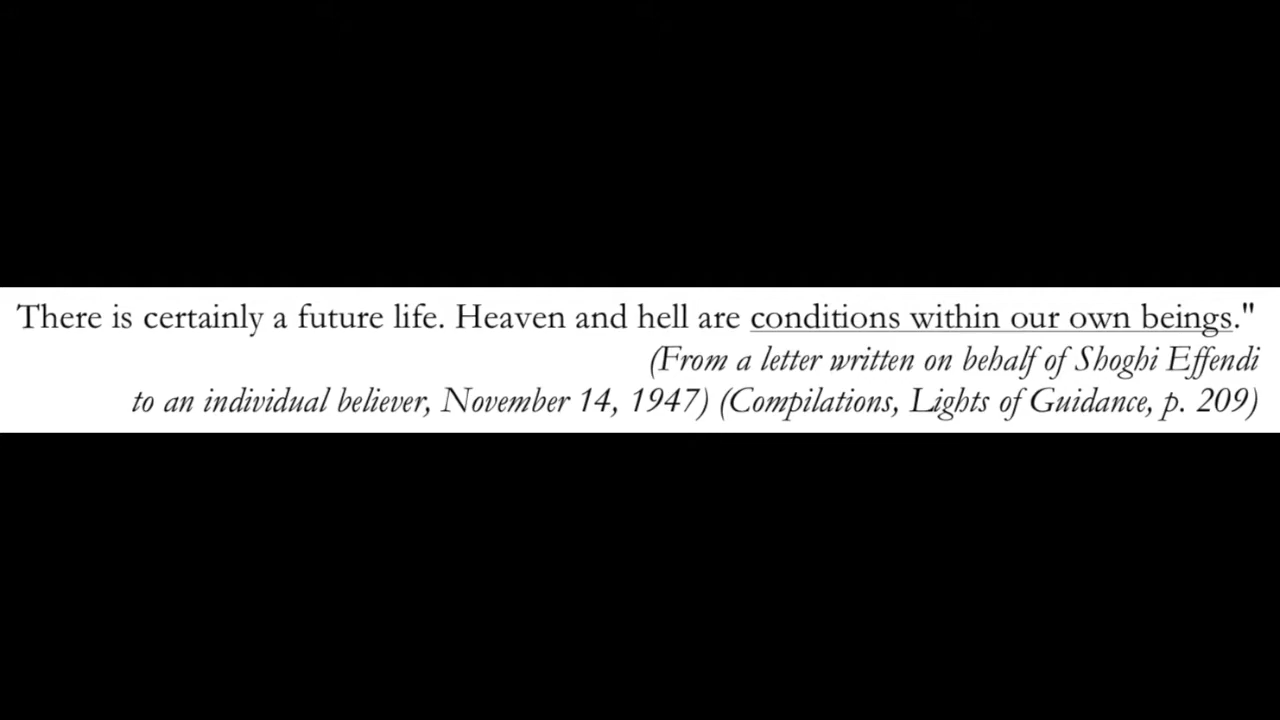 There is certainly a future life. Heaven and hell are conditions within our own beings."
(From a letter written on behalf of Shoghi Effendi
to an individual believer, November 14, 1947) (Compilations, Lights of Guidance, p. 209)